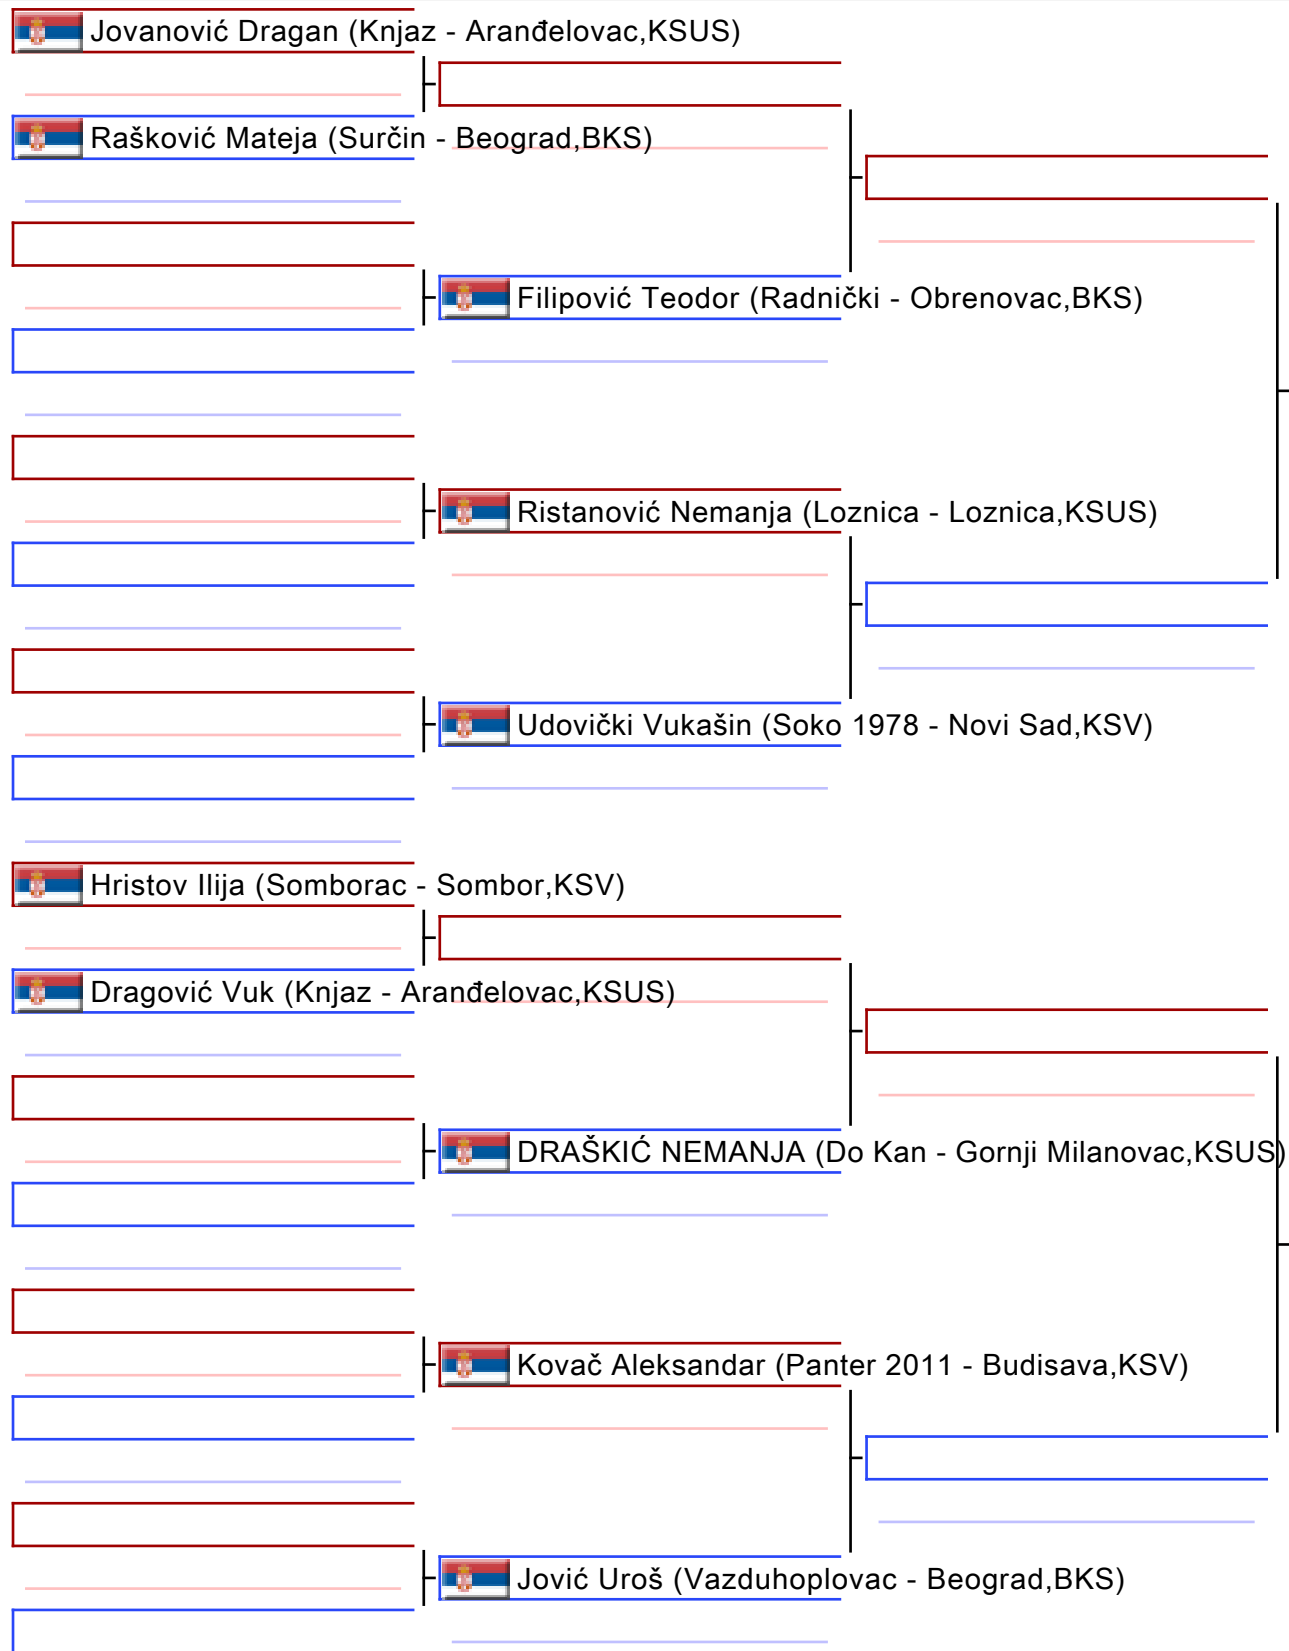 Jovanović Dragan (Knjaz - Aranđelovac,KSUS)
Rašković Mateja (Surčin - Beograd,BKS)
Filipović Teodor (Radnički - Obrenovac,BKS)
Ristanović Nemanja (Loznica - Loznica,KSUS)
Udovički Vukašin (Soko 1978 - Novi Sad,KSV)
Hristov Ilija (Somborac - Sombor,KSV)
Dragović Vuk (Knjaz - Aranđelovac,KSUS)
DRAŠKIĆ NEMANJA (Do Kan - Gornji Milanovac,KSUS)
Kovač Aleksandar (Panter 2011 - Budisava,KSV)
Jović Uroš (Vazduhoplovac - Beograd,BKS)